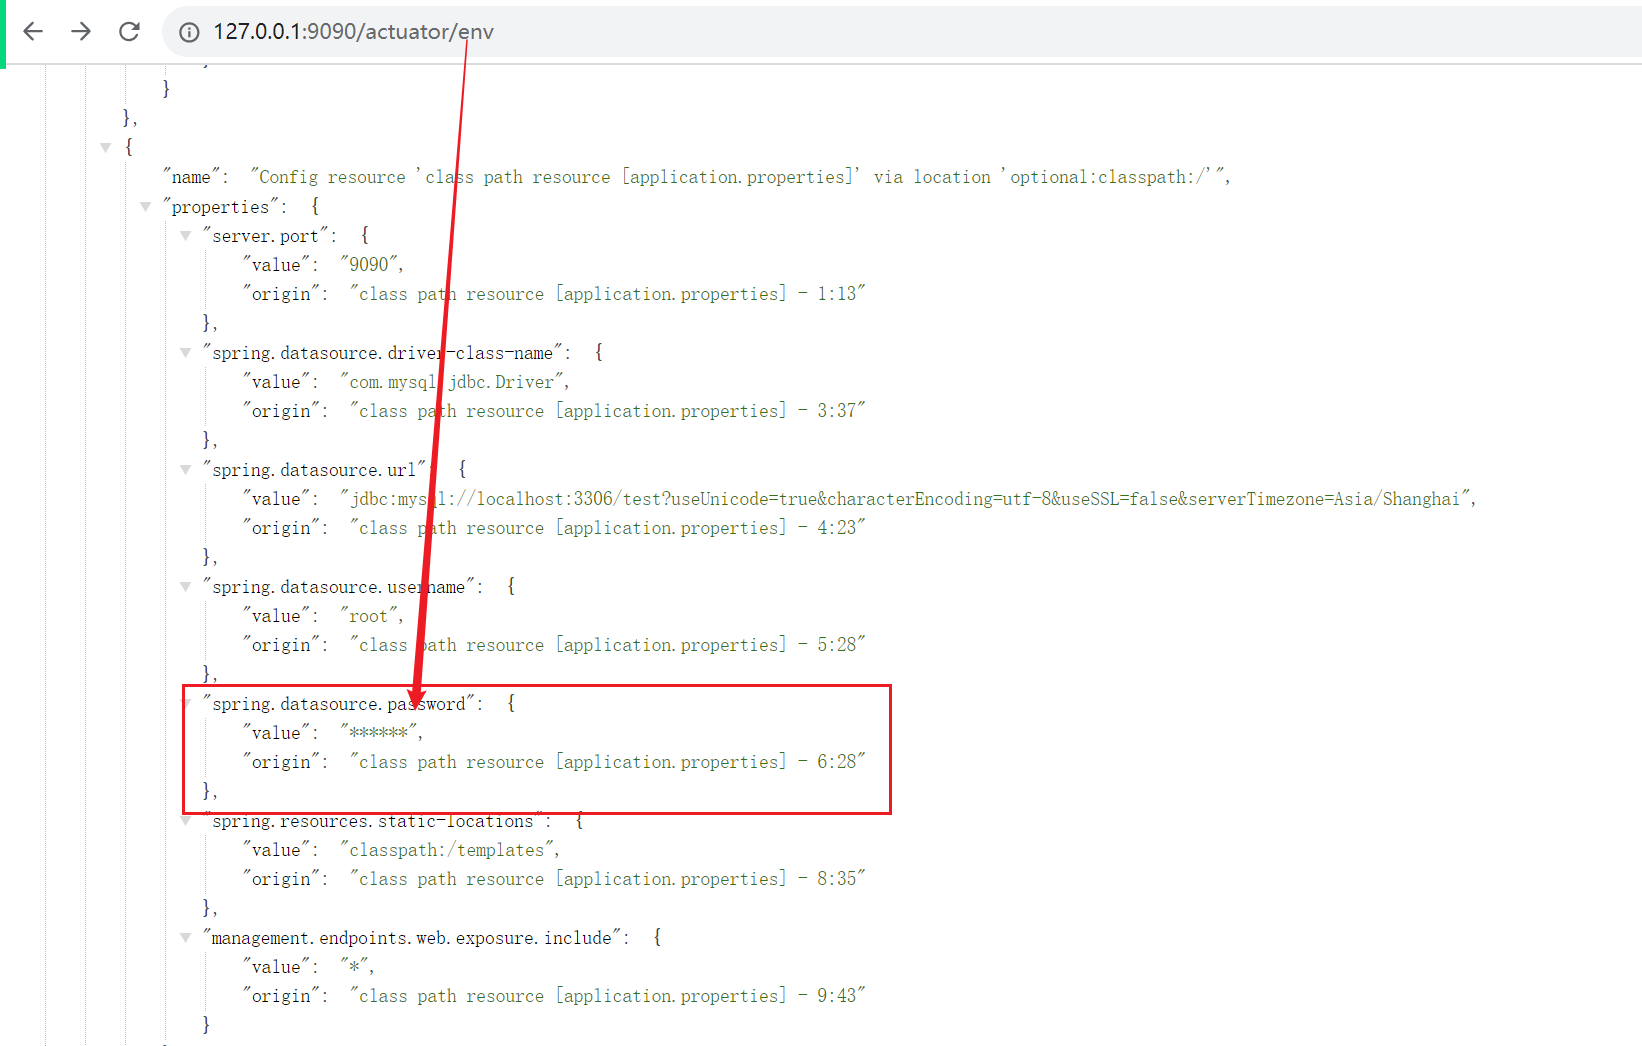 127.0.0.1:9090/actuator/env
}
},
{
"name": "Config resource 'class path resource [application.properties]' via location 'optional:classpath:/'",
"properties": {
"server.port": {
"value": "9090",
"origin": "class path resource [application.properties] - 1:13"
},
"spring.datasource.driver-class-name": {
"value": "com.mysql.jdbc.Driver",
"origin": "class path resource [application.properties] - 3:37"
},
"spring.datasource.url": {
"value": "jdbc:mysql://localhost:3306/test?useUnicode=true&characterEncoding=utf-8&useSSL=false&serverTimezone=Asia/Shanghai",
"origin": "class path resource [application.properties] - 4:23"
},
"spring.datasource.username": {
"value": "root",
"origin": "class path resource [application.properties] - 5:28"
},
"spring.datasource.password": {
"value": "******",
"origin": "class path resource [application.properties] - 6:28"
},
"spring.resources.static-locations": {
"value": "classpath:/templates",
"origin": "class path resource [application.properties] - 8:35"
},
"management.endpoints.web.exposure.include": {
"value": "*",
"origin": "class path resource [application.properties] - 9:43"
}